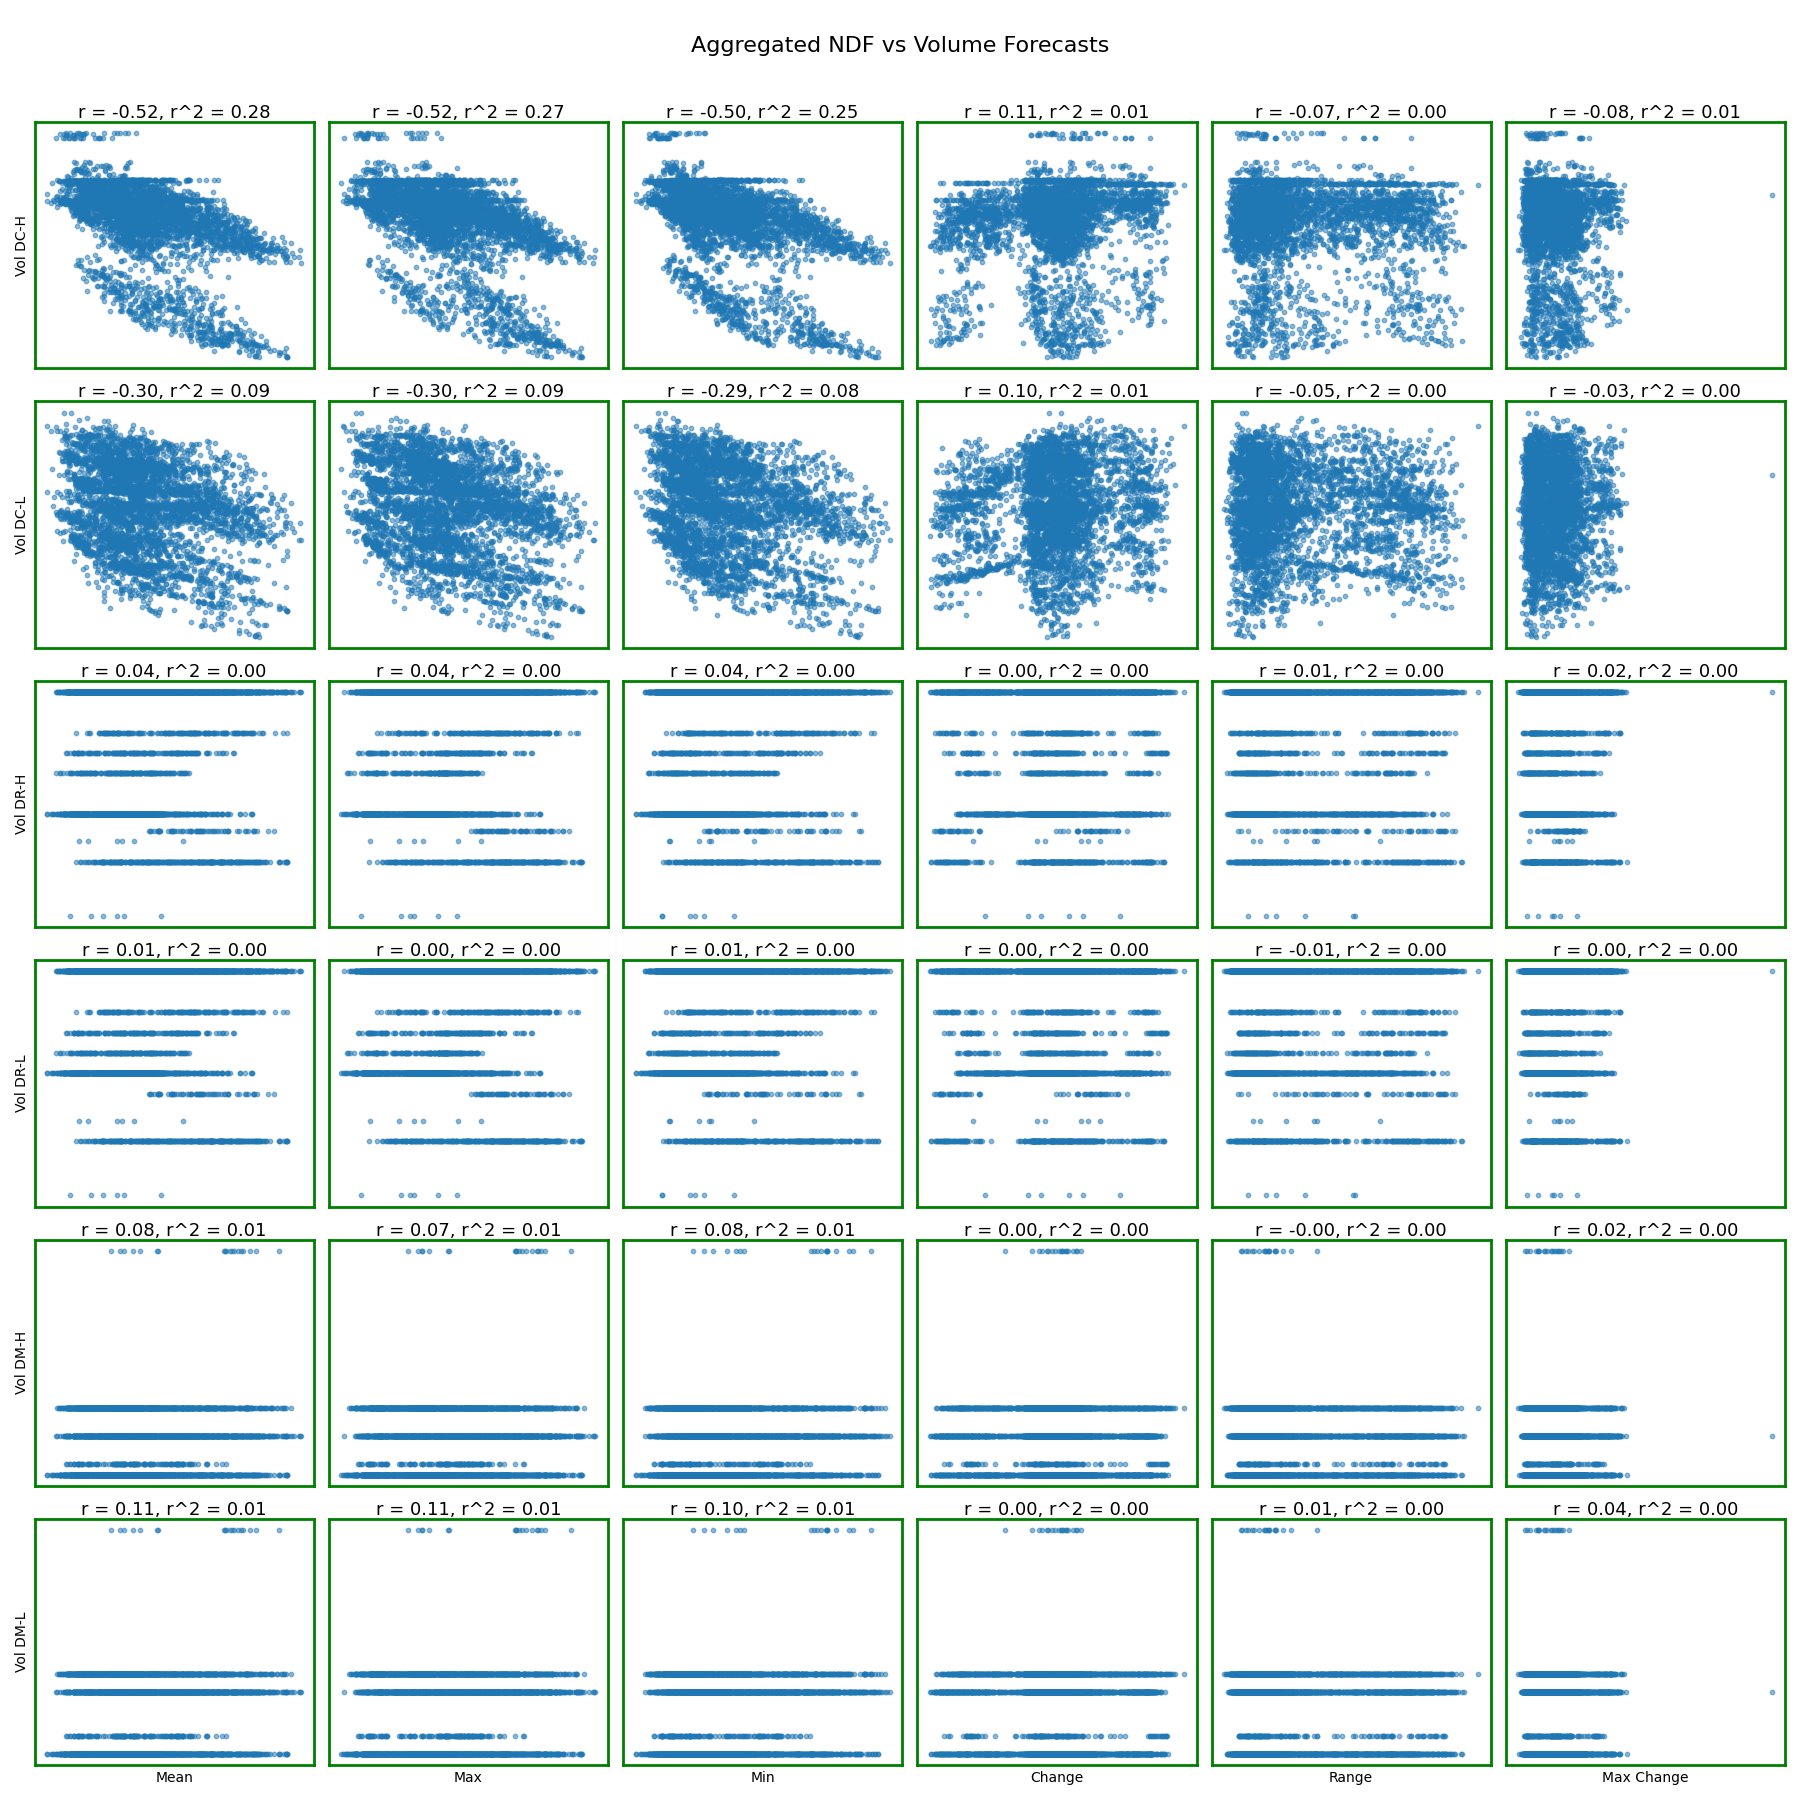 Aggregated NDF vs Volume Forecasts
r = -0.52, r^2 = 0.28
r = -0.52, r^2 = 0.27
r = -0.50, r^2 = 0.25
r = 0.11, r^2 = 0.01
r = -0.07, r^2 = 0.00
r = -0.08, r^2 = 0.01
Vol DC-H
r = -0.30, r^2 = 0.09
r = -0.30, r^2 = 0.09
r = -0.29, r^2 = 0.08
r = 0.10, r^2 = 0.01
r = -0.05, r^2 = 0.00
r = -0.03, r^2 = 0.00
Vol DC-L
r = 0.04, r^2 = 0.00
r = 0.04, r^2 = 0.00
r = 0.04, r^2 = 0.00
r = 0.00, r^2 = 0.00
r = 0.01, r^2 = 0.00
r = 0.02, r^2 = 0.00
Vol DR-H
r = 0.01, r^2 = 0.00
r = 0.00, r^2 = 0.00
r = 0.01, r^2 = 0.00
r = 0.00, r^2 = 0.00
r = -0.01, r^2 = 0.00
r = 0.00, r^2 = 0.00
Vol DR-L
r = 0.08, r^2 = 0.01
r = 0.07, r^2 = 0.01
r = 0.08, r^2 = 0.01
r = 0.00, r^2 = 0.00
r = -0.00, r^2 = 0.00
r = 0.02, r^2 = 0.00
Vol DM-H
r = 0.11, r^2 = 0.01
r = 0.11, r^2 = 0.01
r = 0.10, r^2 = 0.01
r = 0.00, r^2 = 0.00
r = 0.01, r^2 = 0.00
r = 0.04, r^2 = 0.00
Vol DM-L
Mean
Max
Min
Change
Range
Max Change